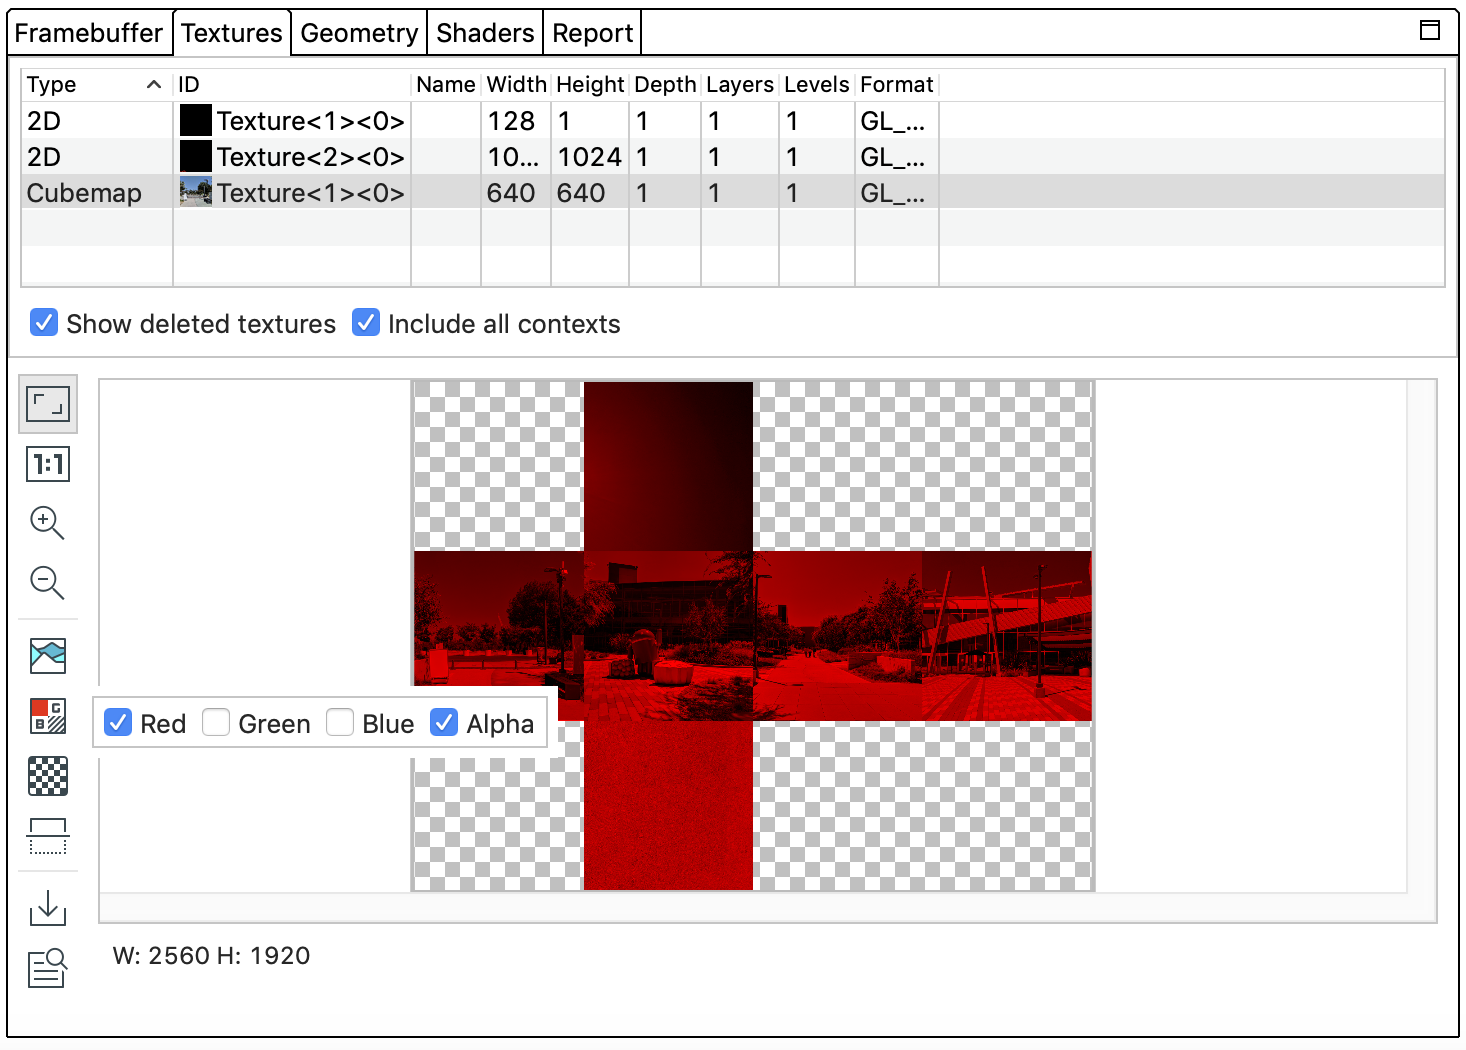 Framebuffer Textures Geometry Shaders Report
Type ID Name Width Height Depth Layers Levels Format
2D Texture<1><0> 128 1 1 1 1 GL_...
2D Texture<2><0> 10... 1024 1 1 1 GL_...
Cubemap Texture<1><0> 640 640 1 1 1 GL_...
Show deleted textures Include all contexts
1:1
G
B
Red Green Blue Alpha
W: 2560 H: 1920